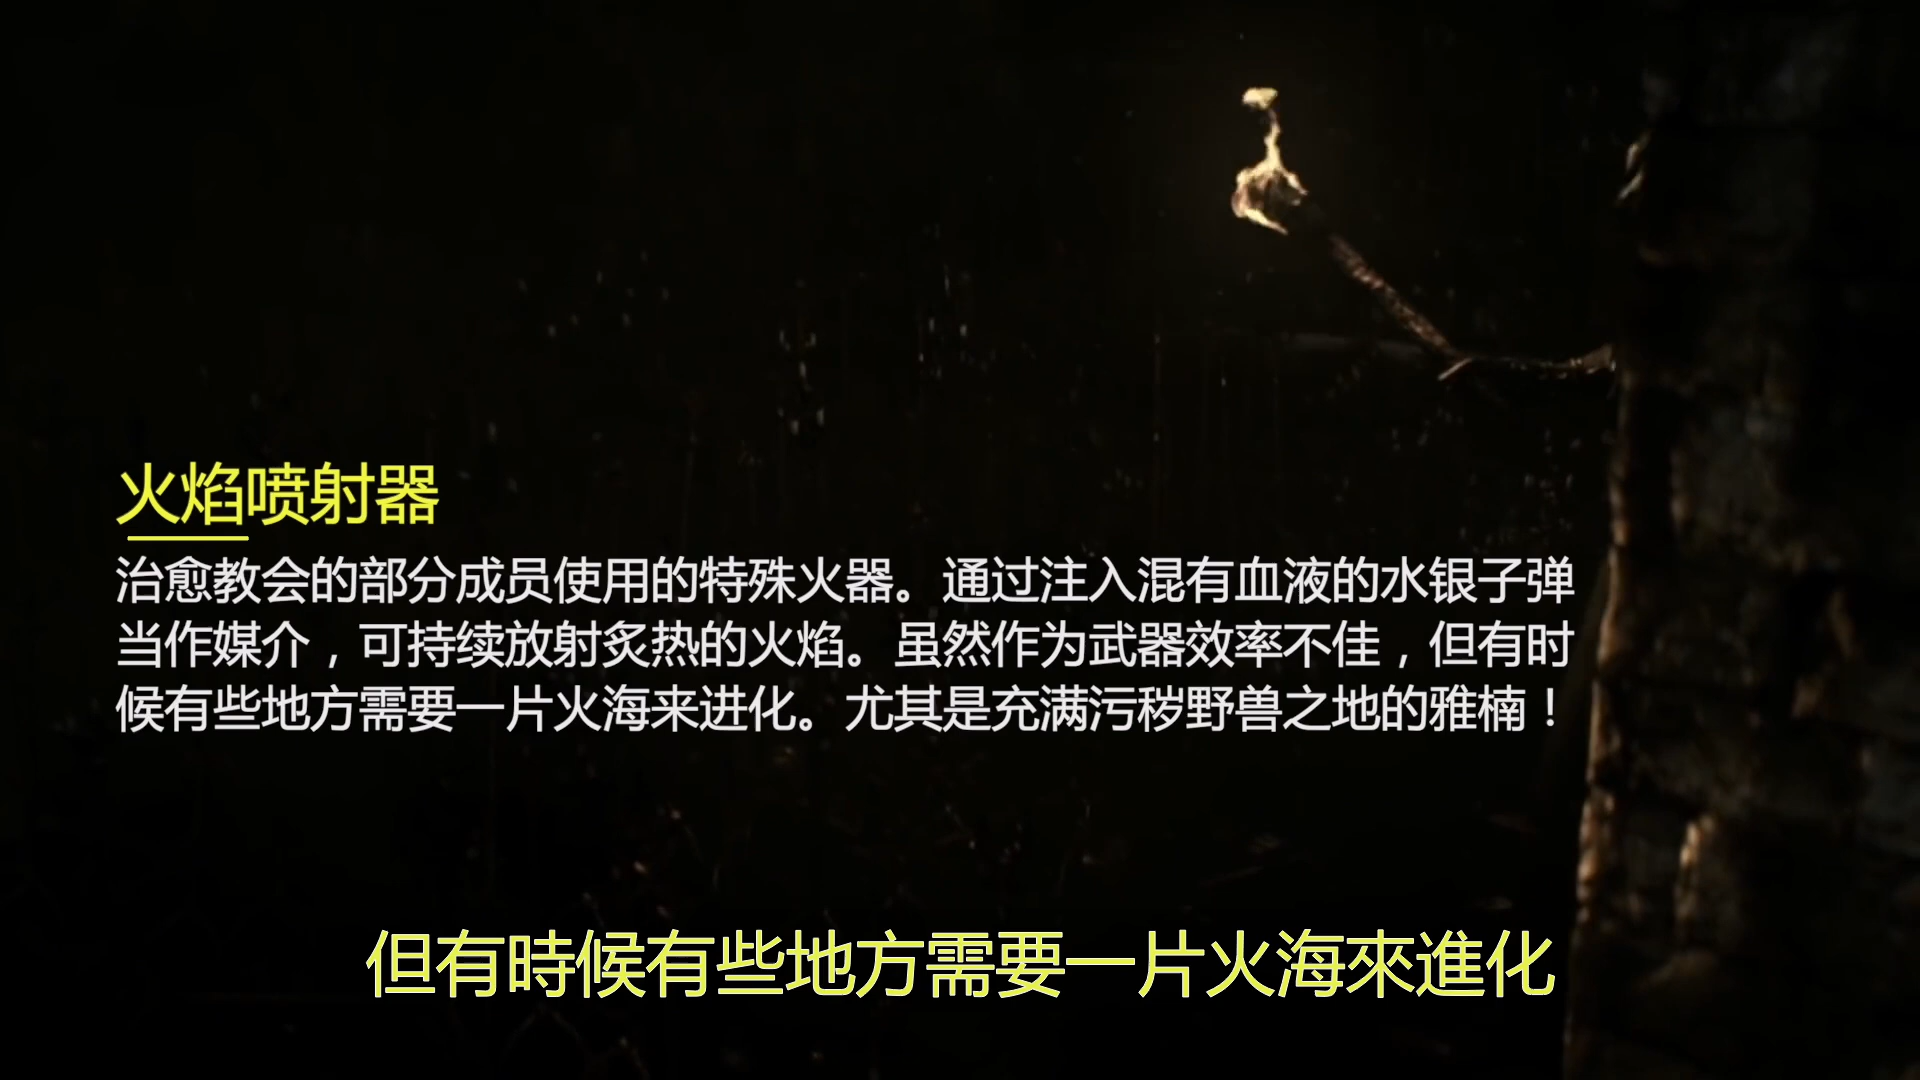 火焰喷射器
治愈教会的部分成员使用的特殊火器。通过注入混有血液的水银子弹
当作媒介，可持续放射炙热的火焰。虽然作为武器效率不佳，但有时
候有些地方需要一片火海来进化。尤其是充满污秽野兽之地的雅楠！
但有時候有些地方需要一片火海來進化